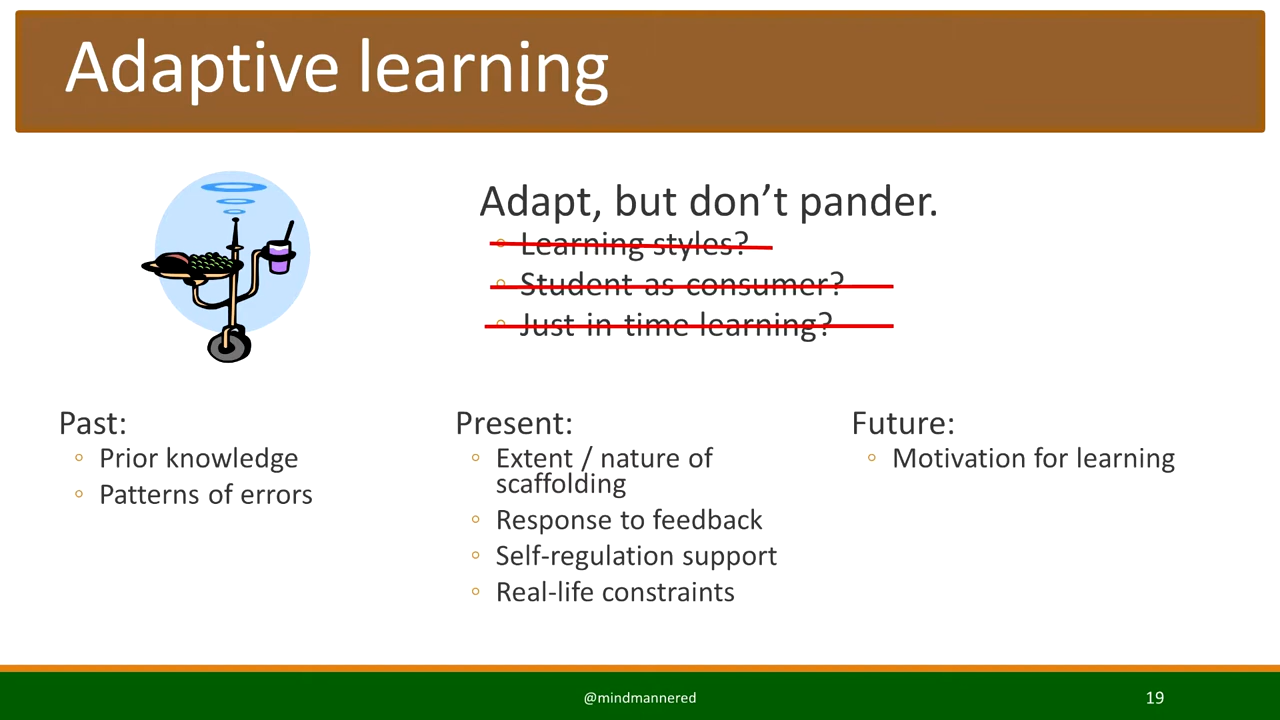 Adaptive learning
Adapt, but don’t pander.
Learning styles?
Student as consumer?
Just in time learning?
Past:
Prior knowledge
Patterns of errors
Present:
Extent / nature of
scaffolding
Response to feedback
Self-regulation support
Real-life constraints
Future:
Motivation for learning
@mindmannered
19